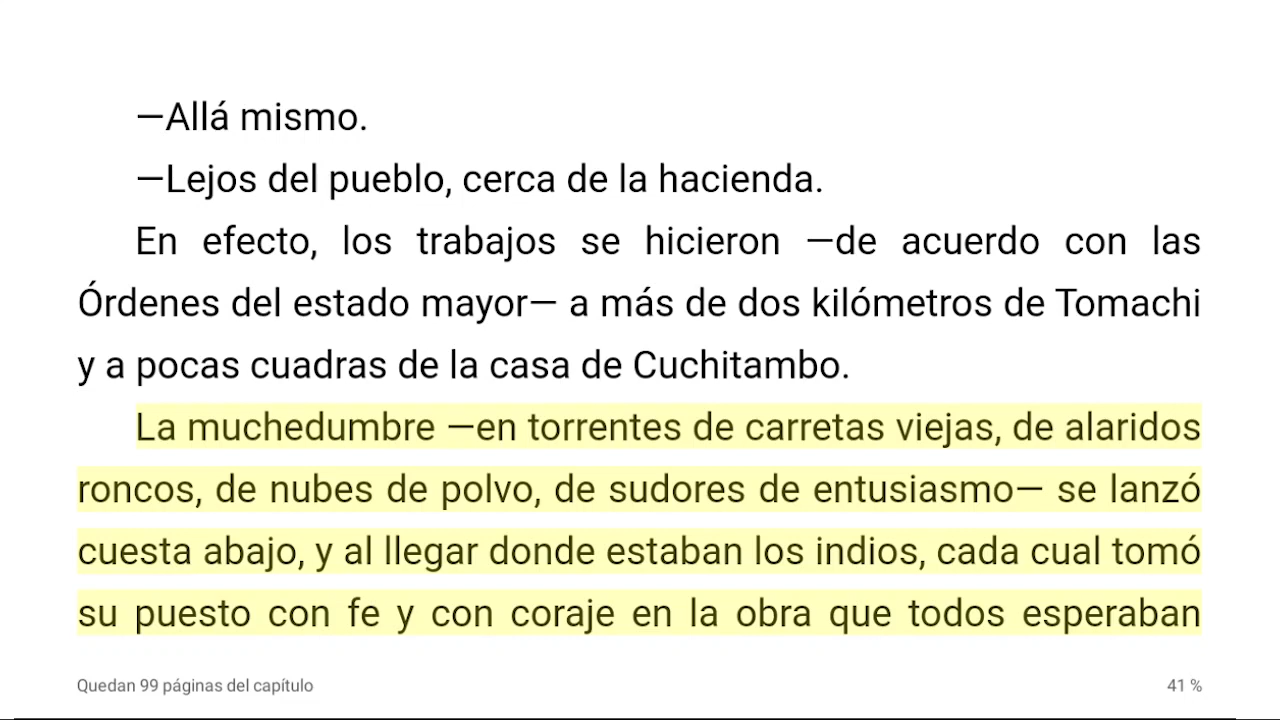 —Allá mismo.
—Lejos del pueblo, cerca de la hacienda.
En efecto, los trabajos se hicieron —de acuerdo con las
Órdenes del estado mayor— a más de dos kilómetros de Tomachi
y a pocas cuadras de la casa de Cuchitambo.
La muchedumbre —en torrentes de carretas viejas, de alaridos
roncos, de nubes de polvo, de sudores de entusiasmo— se lanzó
cuesta abajo, y al llegar donde estaban los indios, cada cual tomó
su puesto con fe y con coraje en la obra que todos esperaban
Quedan 99 páginas del capítulo
41 %